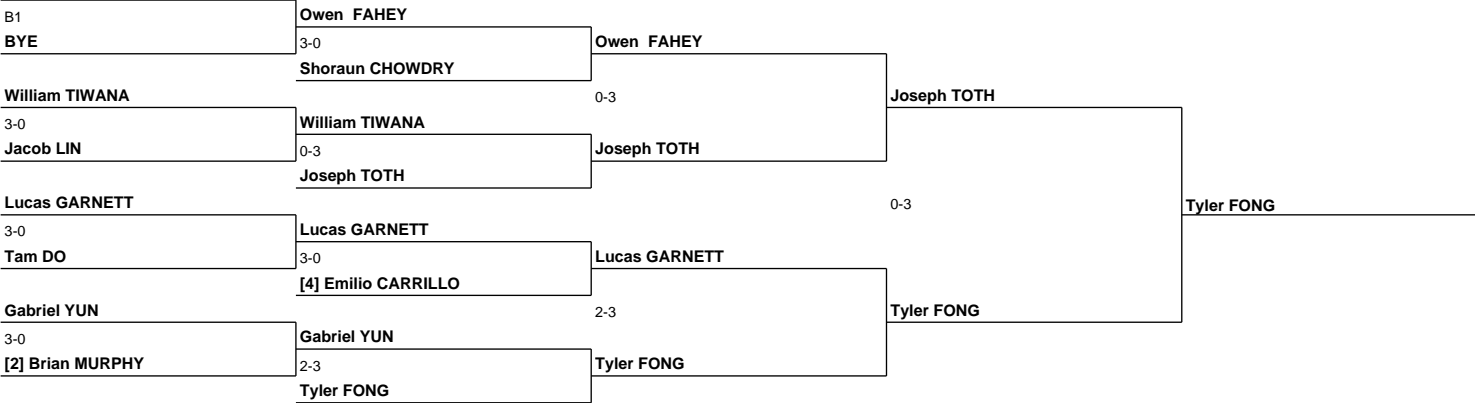 B1
BYE
William TIWANA
3-0
Jacob LIN
Lucas GARNETT
3-0
Tam DO
Gabriel YUN
3-0
[2] Brian MURPHY
Owen FAHEY
3-0
Shoraun CHOWDRY
William TIWANA
0-3
Joseph TOTH
Lucas GARNETT
3-0
[4] Emilio CARRILLO
Gabriel YUN
2-3
Tyler FONG
Owen FAHEY
0-3
Joseph TOTH
Lucas GARNETT
2-3
Tyler FONG
Joseph TOTH
0-3
Tyler FONG
Tyler FONG